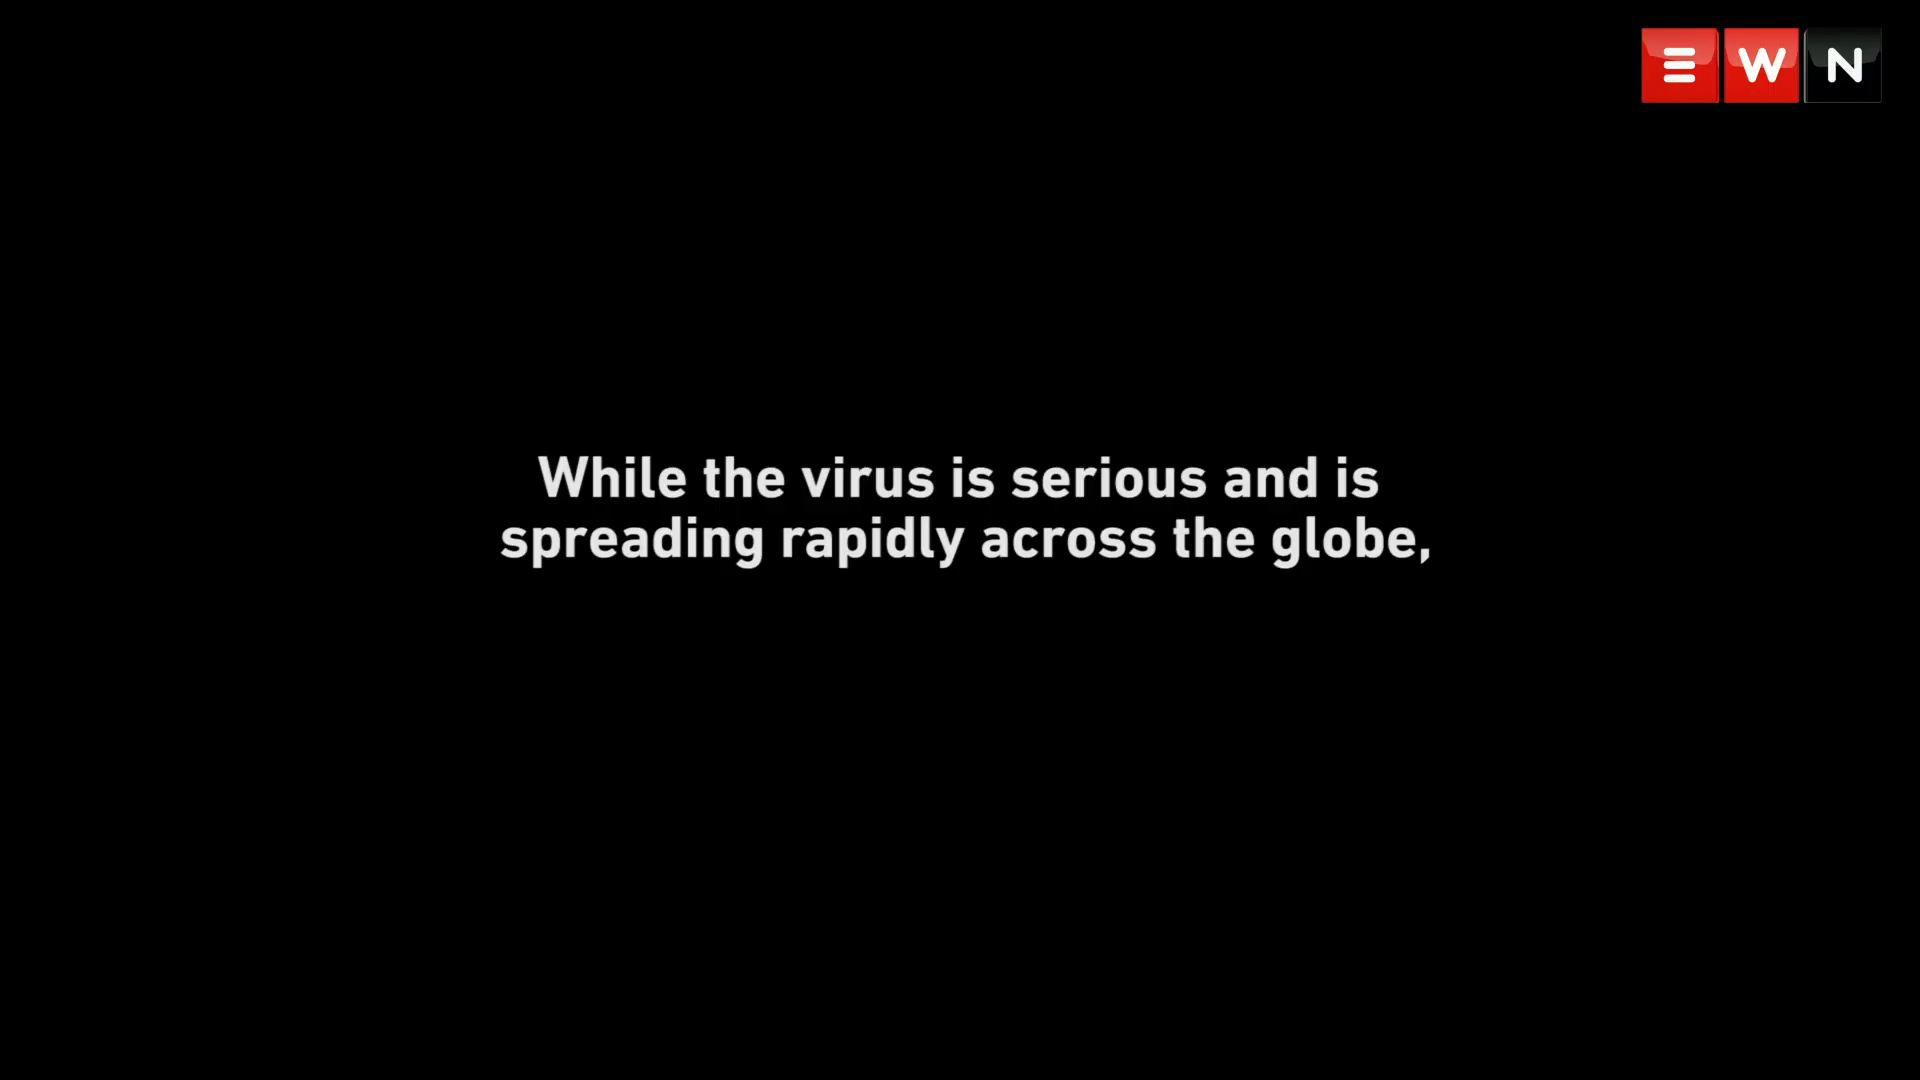 EWN
While the virus is serious and is
spreading rapidly across the globe,